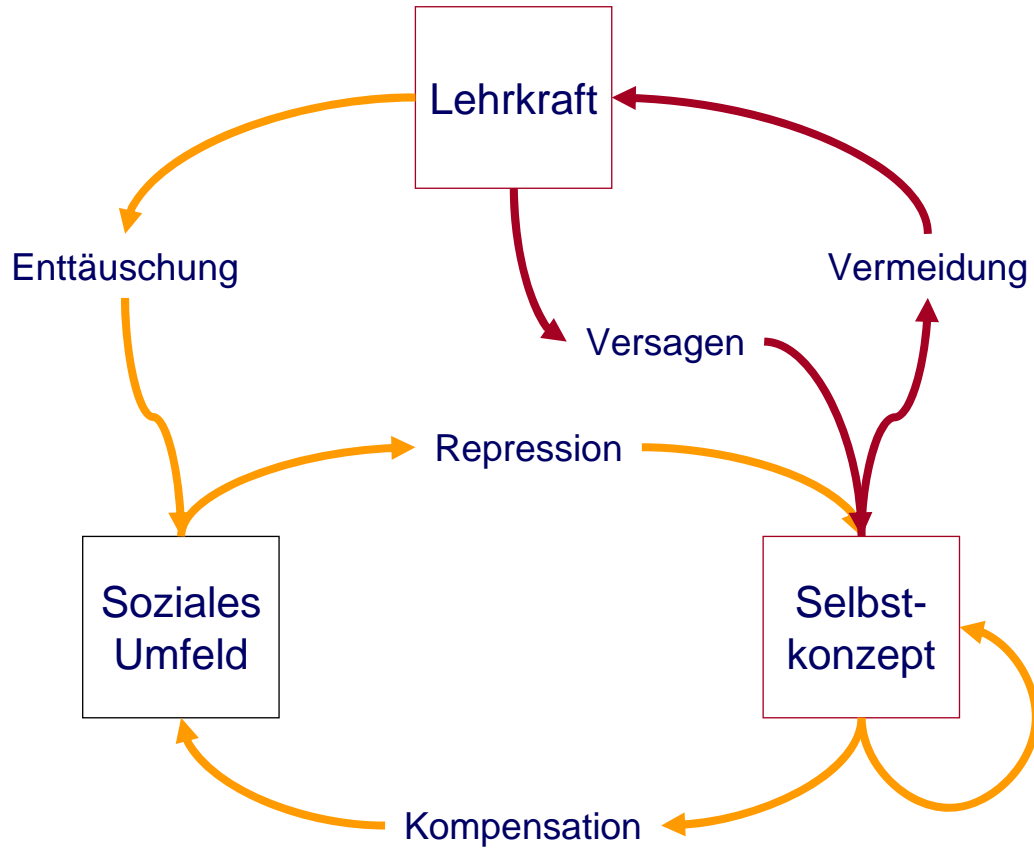 Lehrkraft
Enttäuschung
Vermeidung
Versagen
Repression
Soziales
Umfeld
Selbst-
konzept
Kompensation